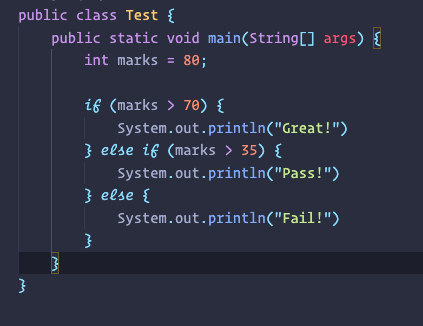 public class Test {
    public static void main(String[] args) {
        int marks = 80;

        if (marks > 70) {
            System.out.println("Great!")
        } else if (marks > 35) {
            System.out.println("Pass!")
        } else {
            System.out.println("Fail!")
        }
    }
}